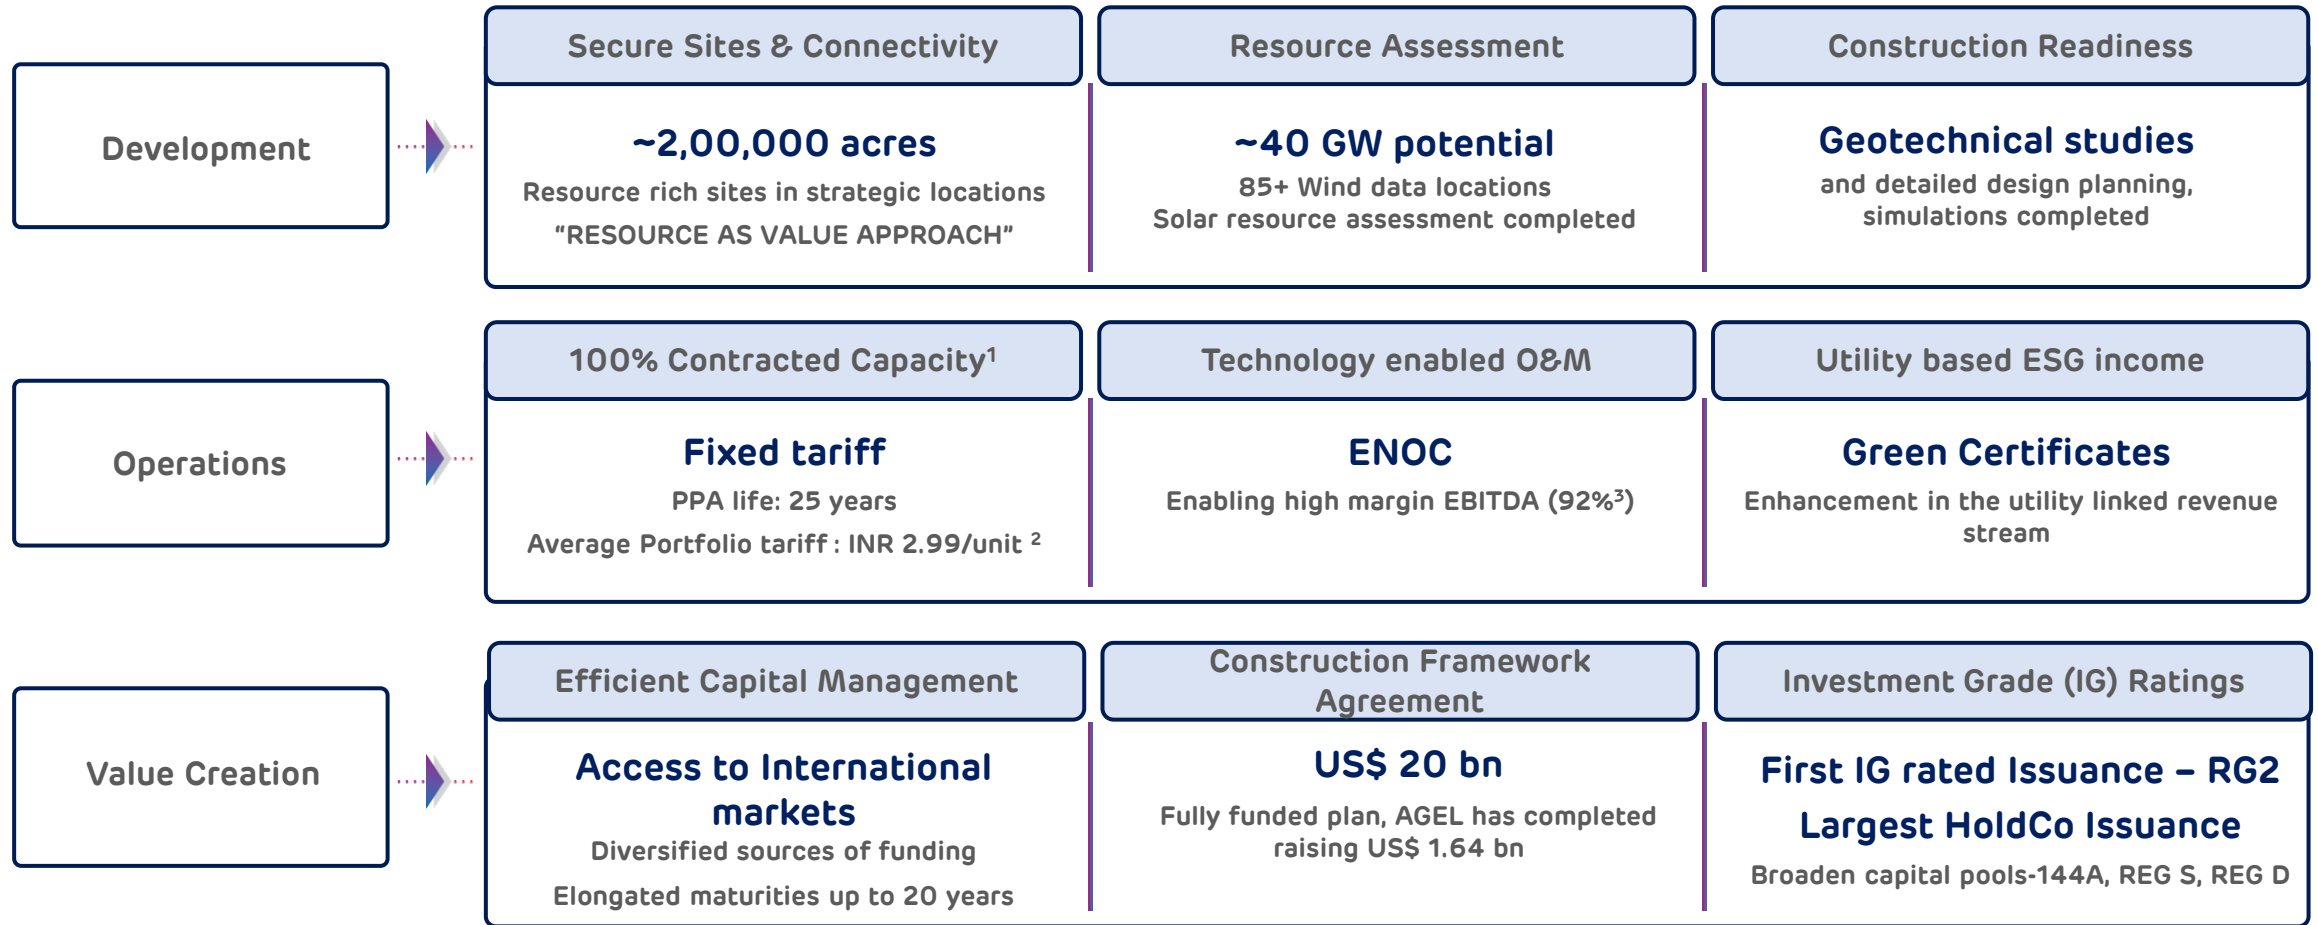 Development
Secure Sites & Connectivity
~2,00,000 acres
Resource rich sites in strategic locations
“RESOURCE AS VALUE APPROACH”
Resource Assessment
~40 GW potential
85+ Wind data locations
Solar resource assessment completed
Construction Readiness
Geotechnical studies
and detailed design planning,
simulations completed
Operations
100% Contracted Capacity¹
Fixed tariff
PPA life: 25 years
Average Portfolio tariff : INR 2.99/unit ²
Technology enabled O&M
ENOC
Enabling high margin EBITDA (92%³)
Utility based ESG income
Green Certificates
Enhancement in the utility linked revenue
stream
Value Creation
Efficient Capital Management
Access to International
markets
Diversified sources of funding
Elongated maturities up to 20 years
Construction Framework
Agreement
US$ 20 bn
Fully funded plan, AGEL has completed
raising US$ 1.64 bn
Investment Grade (IG) Ratings
First IG rated Issuance – RG2
Largest HoldCo Issuance
Broaden capital pools-144A, REG S, REG D